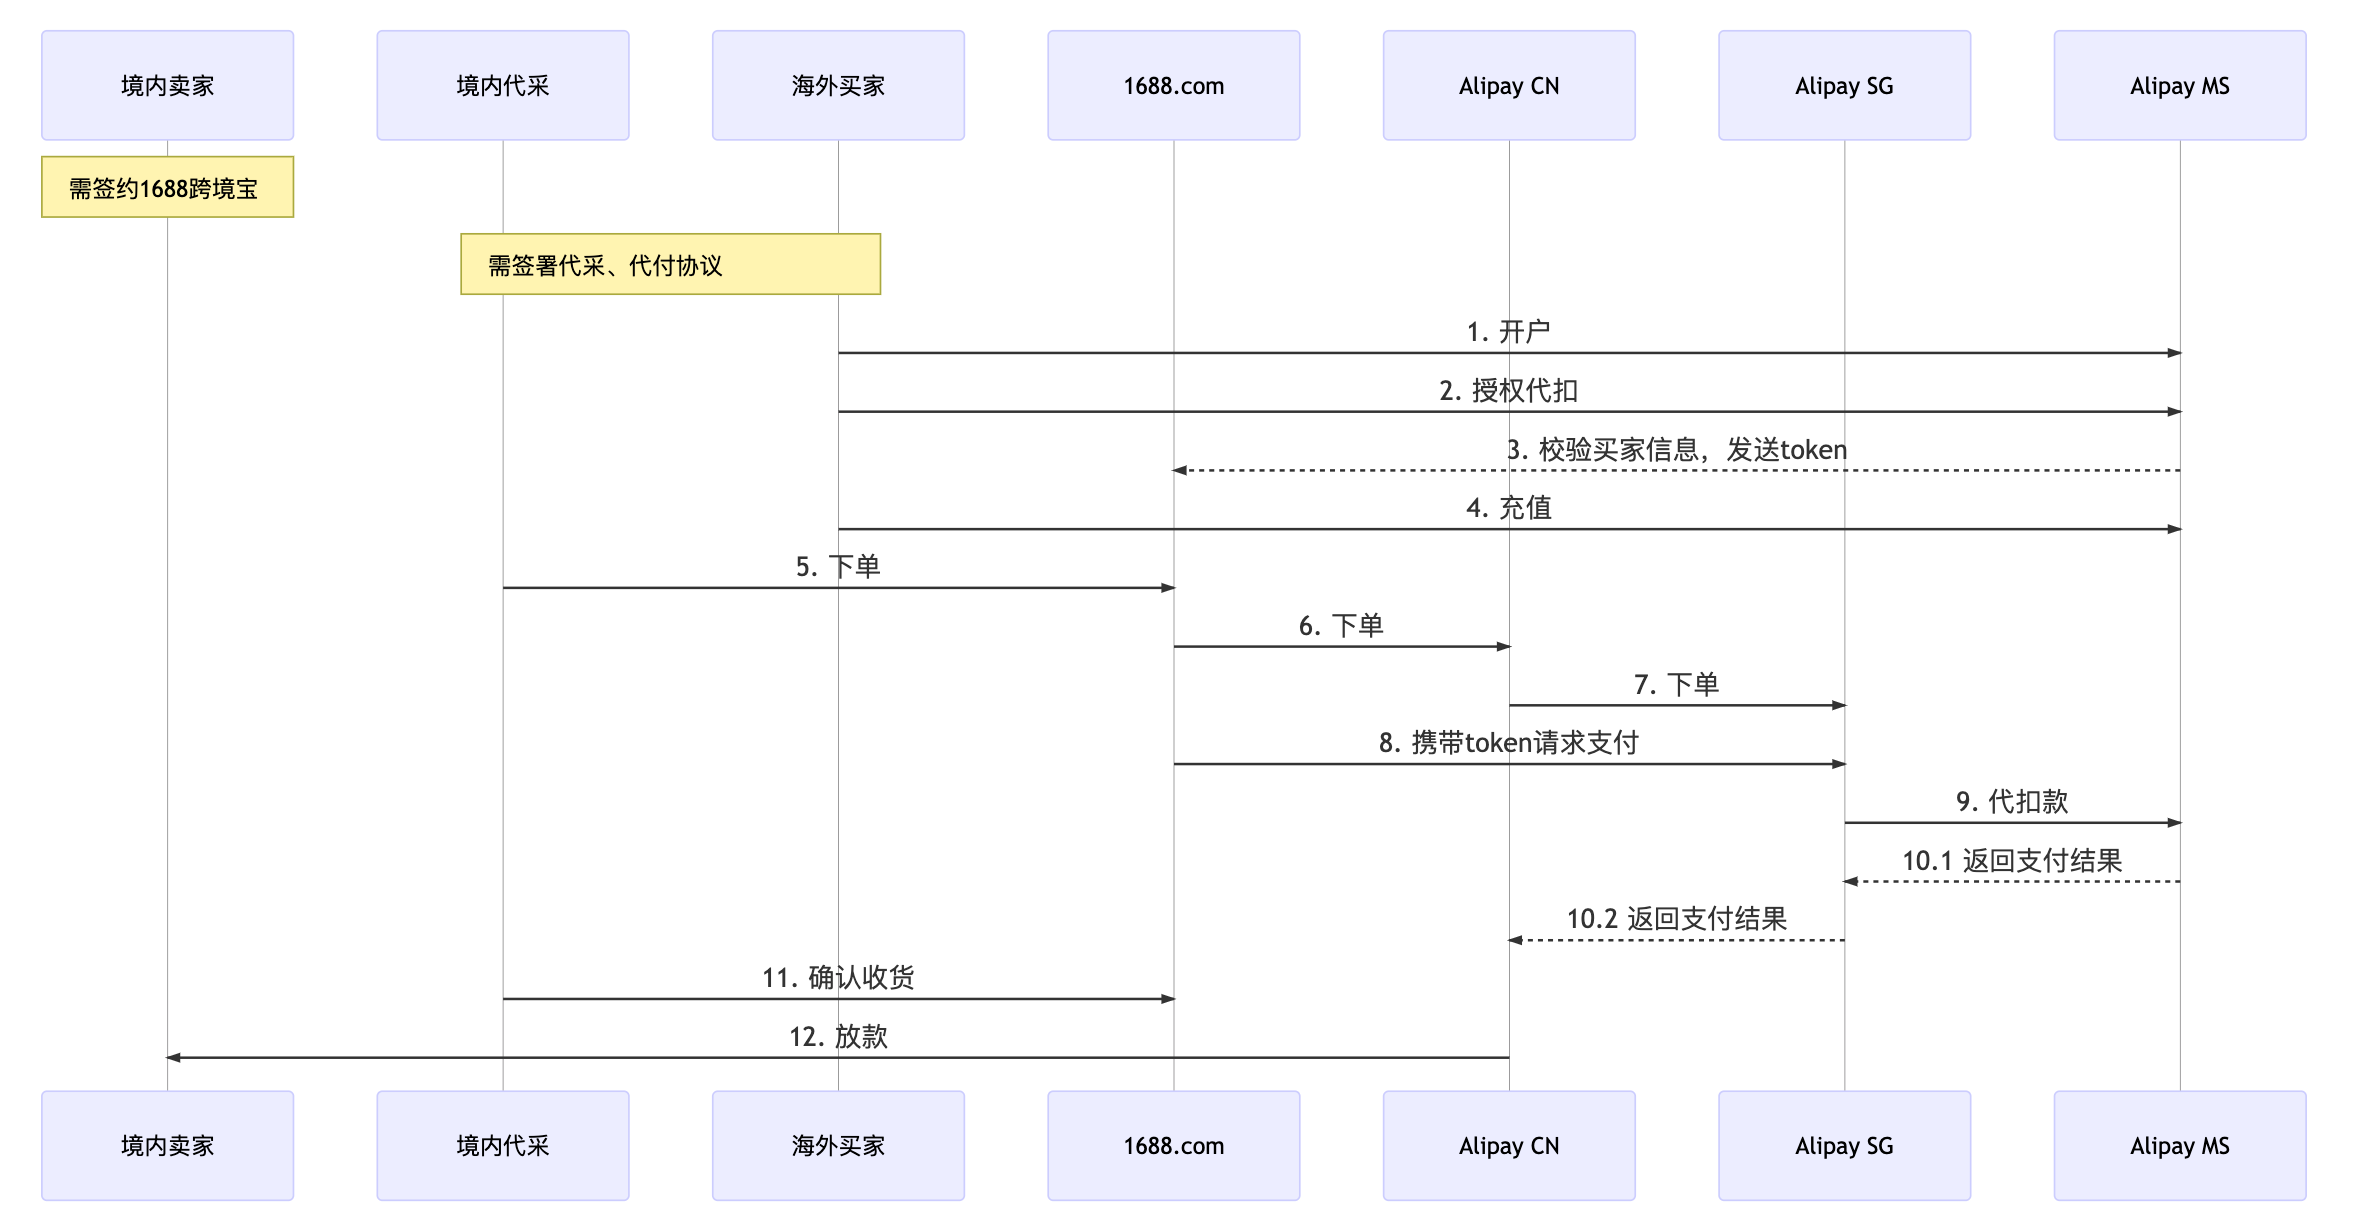 境内卖家
境内代采
海外买家
1688.com
Alipay CN
Alipay SG
Alipay MS
需签约1688跨境宝
需签署代采、代付协议
1. 开户
2. 授权代扣
3. 校验买家信息，发送token
4. 充值
5. 下单
6. 下单
7. 下单
8. 携带token请求支付
9. 代扣款
10.1 返回支付结果
10.2 返回支付结果
11. 确认收货
12. 放款
境内卖家
境内代采
海外买家
1688.com
Alipay CN
Alipay SG
Alipay MS